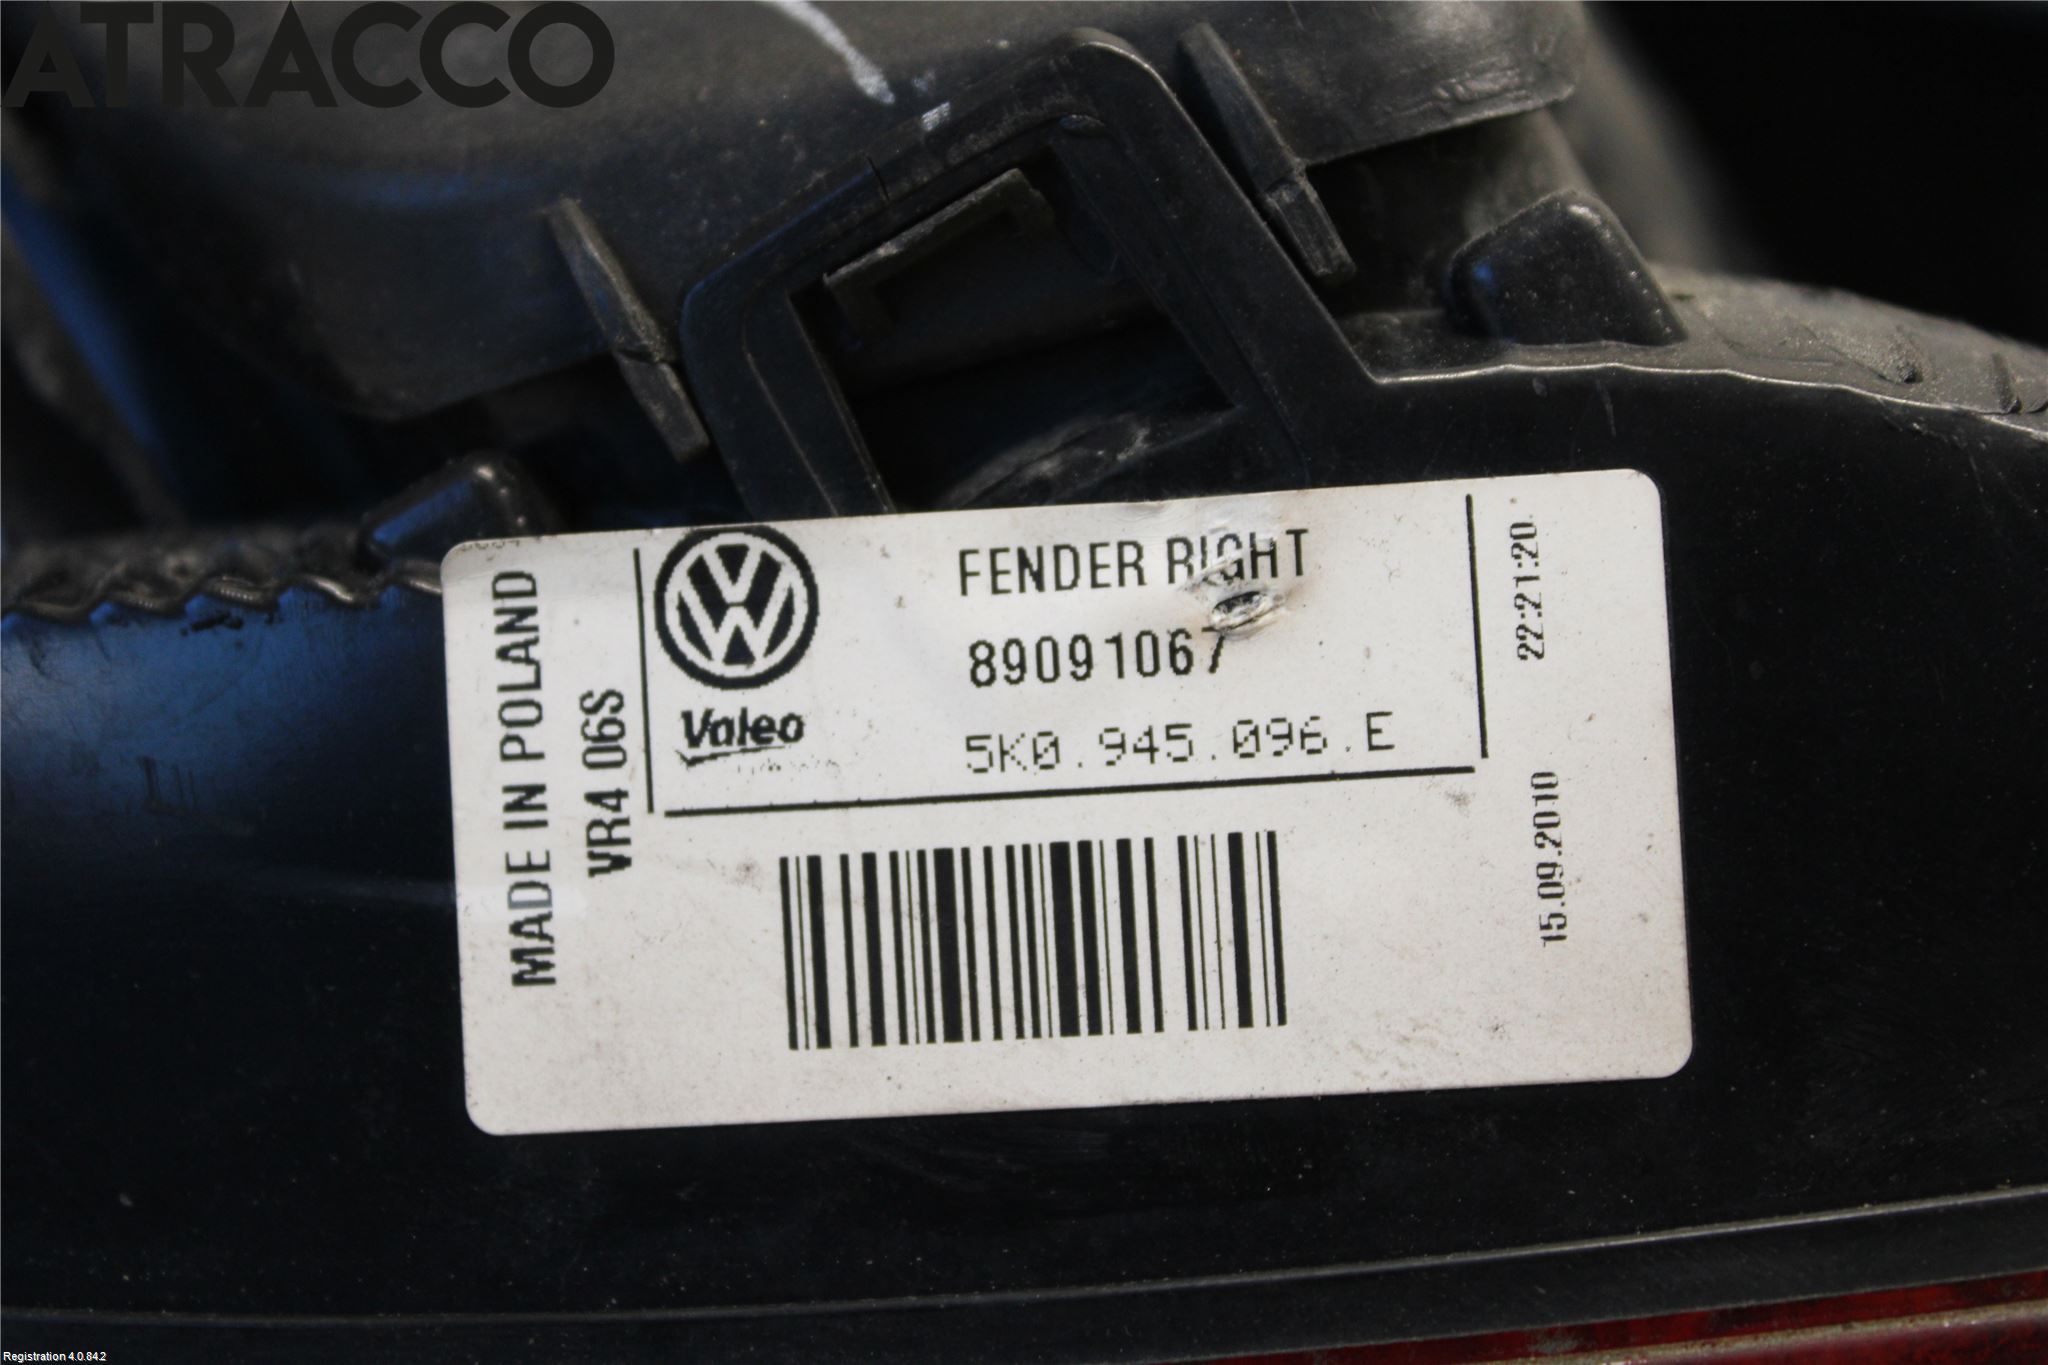 ATRACCO
MADE IN POLAND
VR4 06S
Valeo
FENDER RIGHT
89091067
5K0.945.096.E
22:21:20
15.09.2010
Registration 4.0.84.2